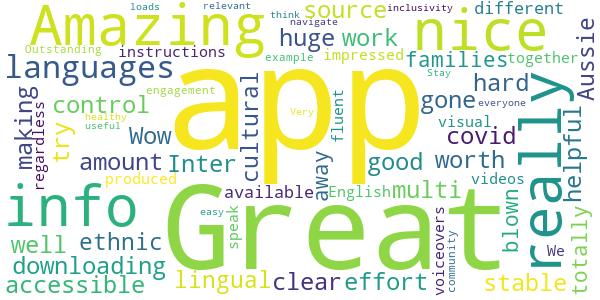 loads relevant think inclusivity
Amazing source nice different
navigate
Outstanding instructions huge work example impressed families together
languages app Stay Aussie
making regardless control cultural gone hard really
engagement Very everyone
try healthy useful Wow fluent visual covid helpful
amount Inter away good worth
produced available English multi videos
info Great blown totally
well ethnic easy speak voiceovers community We
downloading lingual clear effort stable
accessible